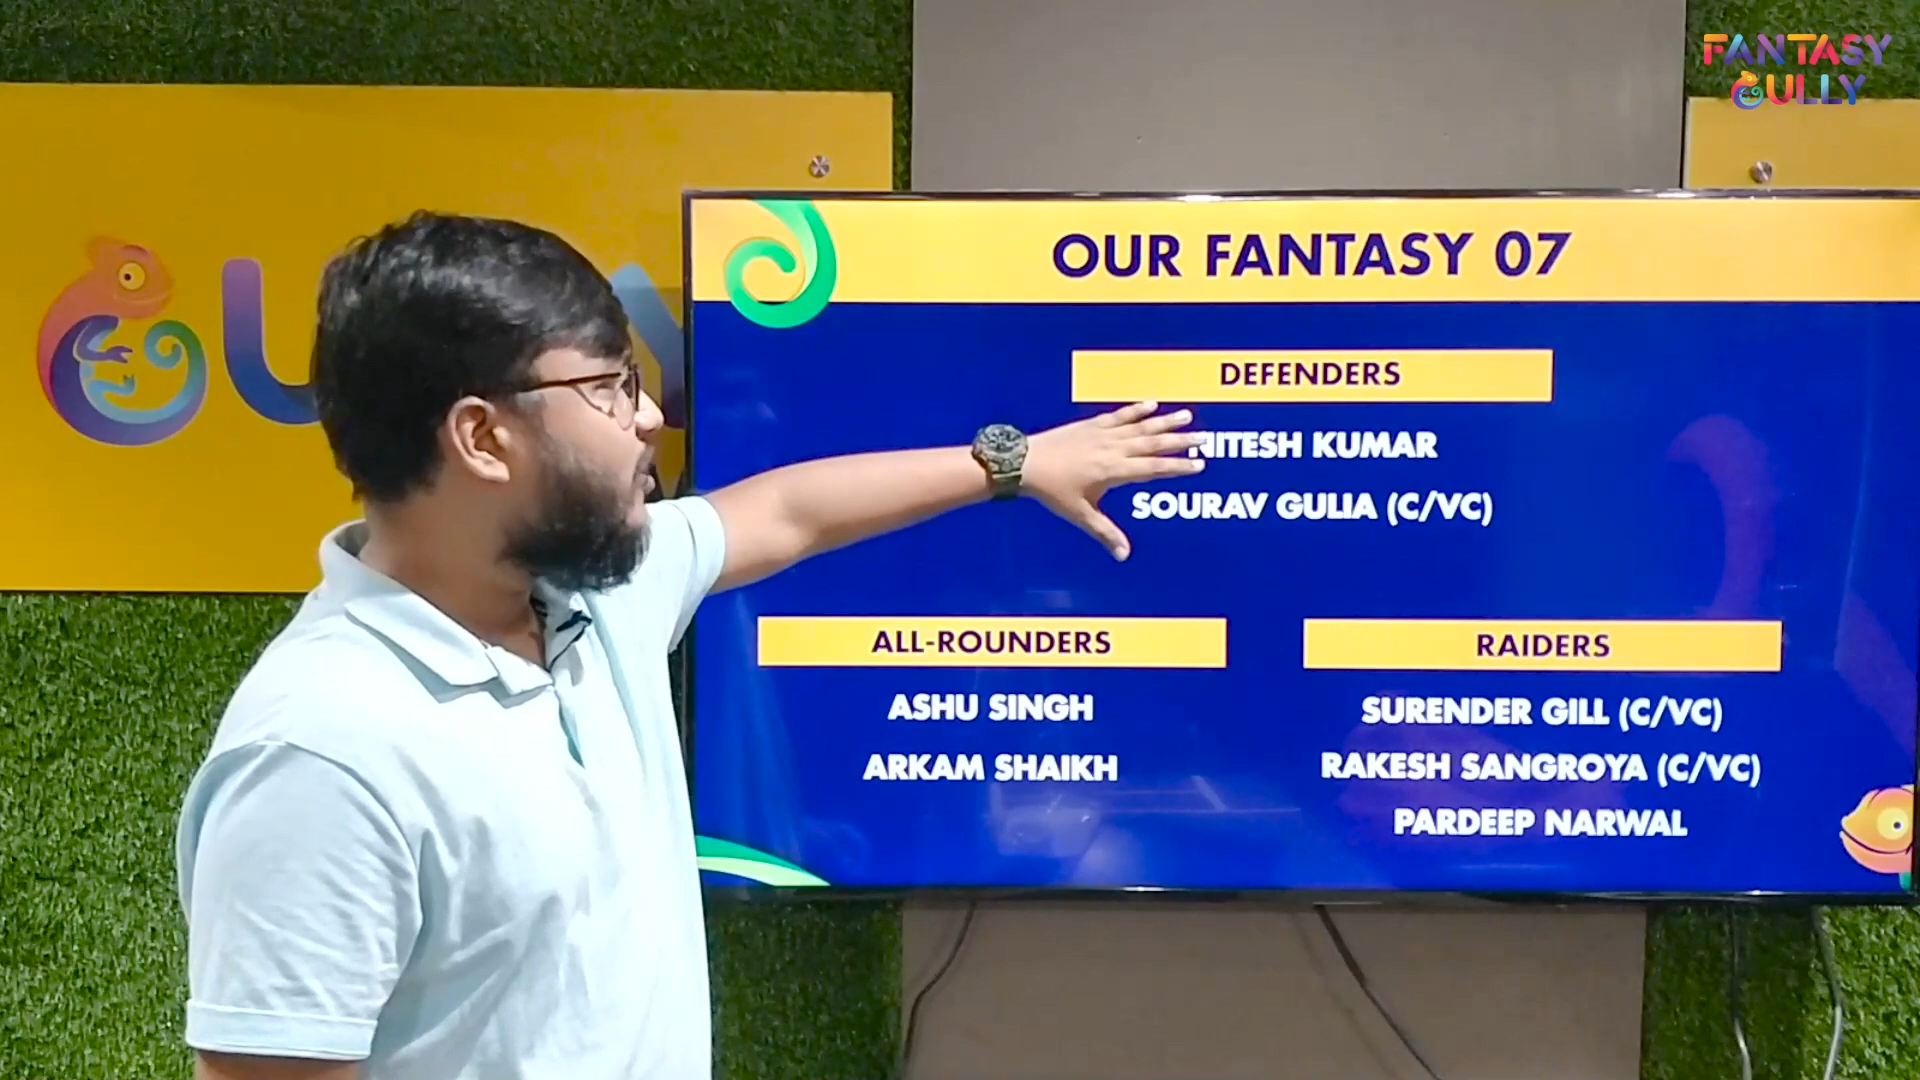 FANTASY
GULLY
OUR FANTASY 07
DEFENDERS
NITESH KUMAR
SOURAV GULIA (C/VC)
ALL-ROUNDERS
ASHU SINGH
ARKAM SHAIKH
RAIDERS
SURENDER GILL (C/VC)
RAKESH SANGROYA (C/VC)
PARDEEP NARWAL